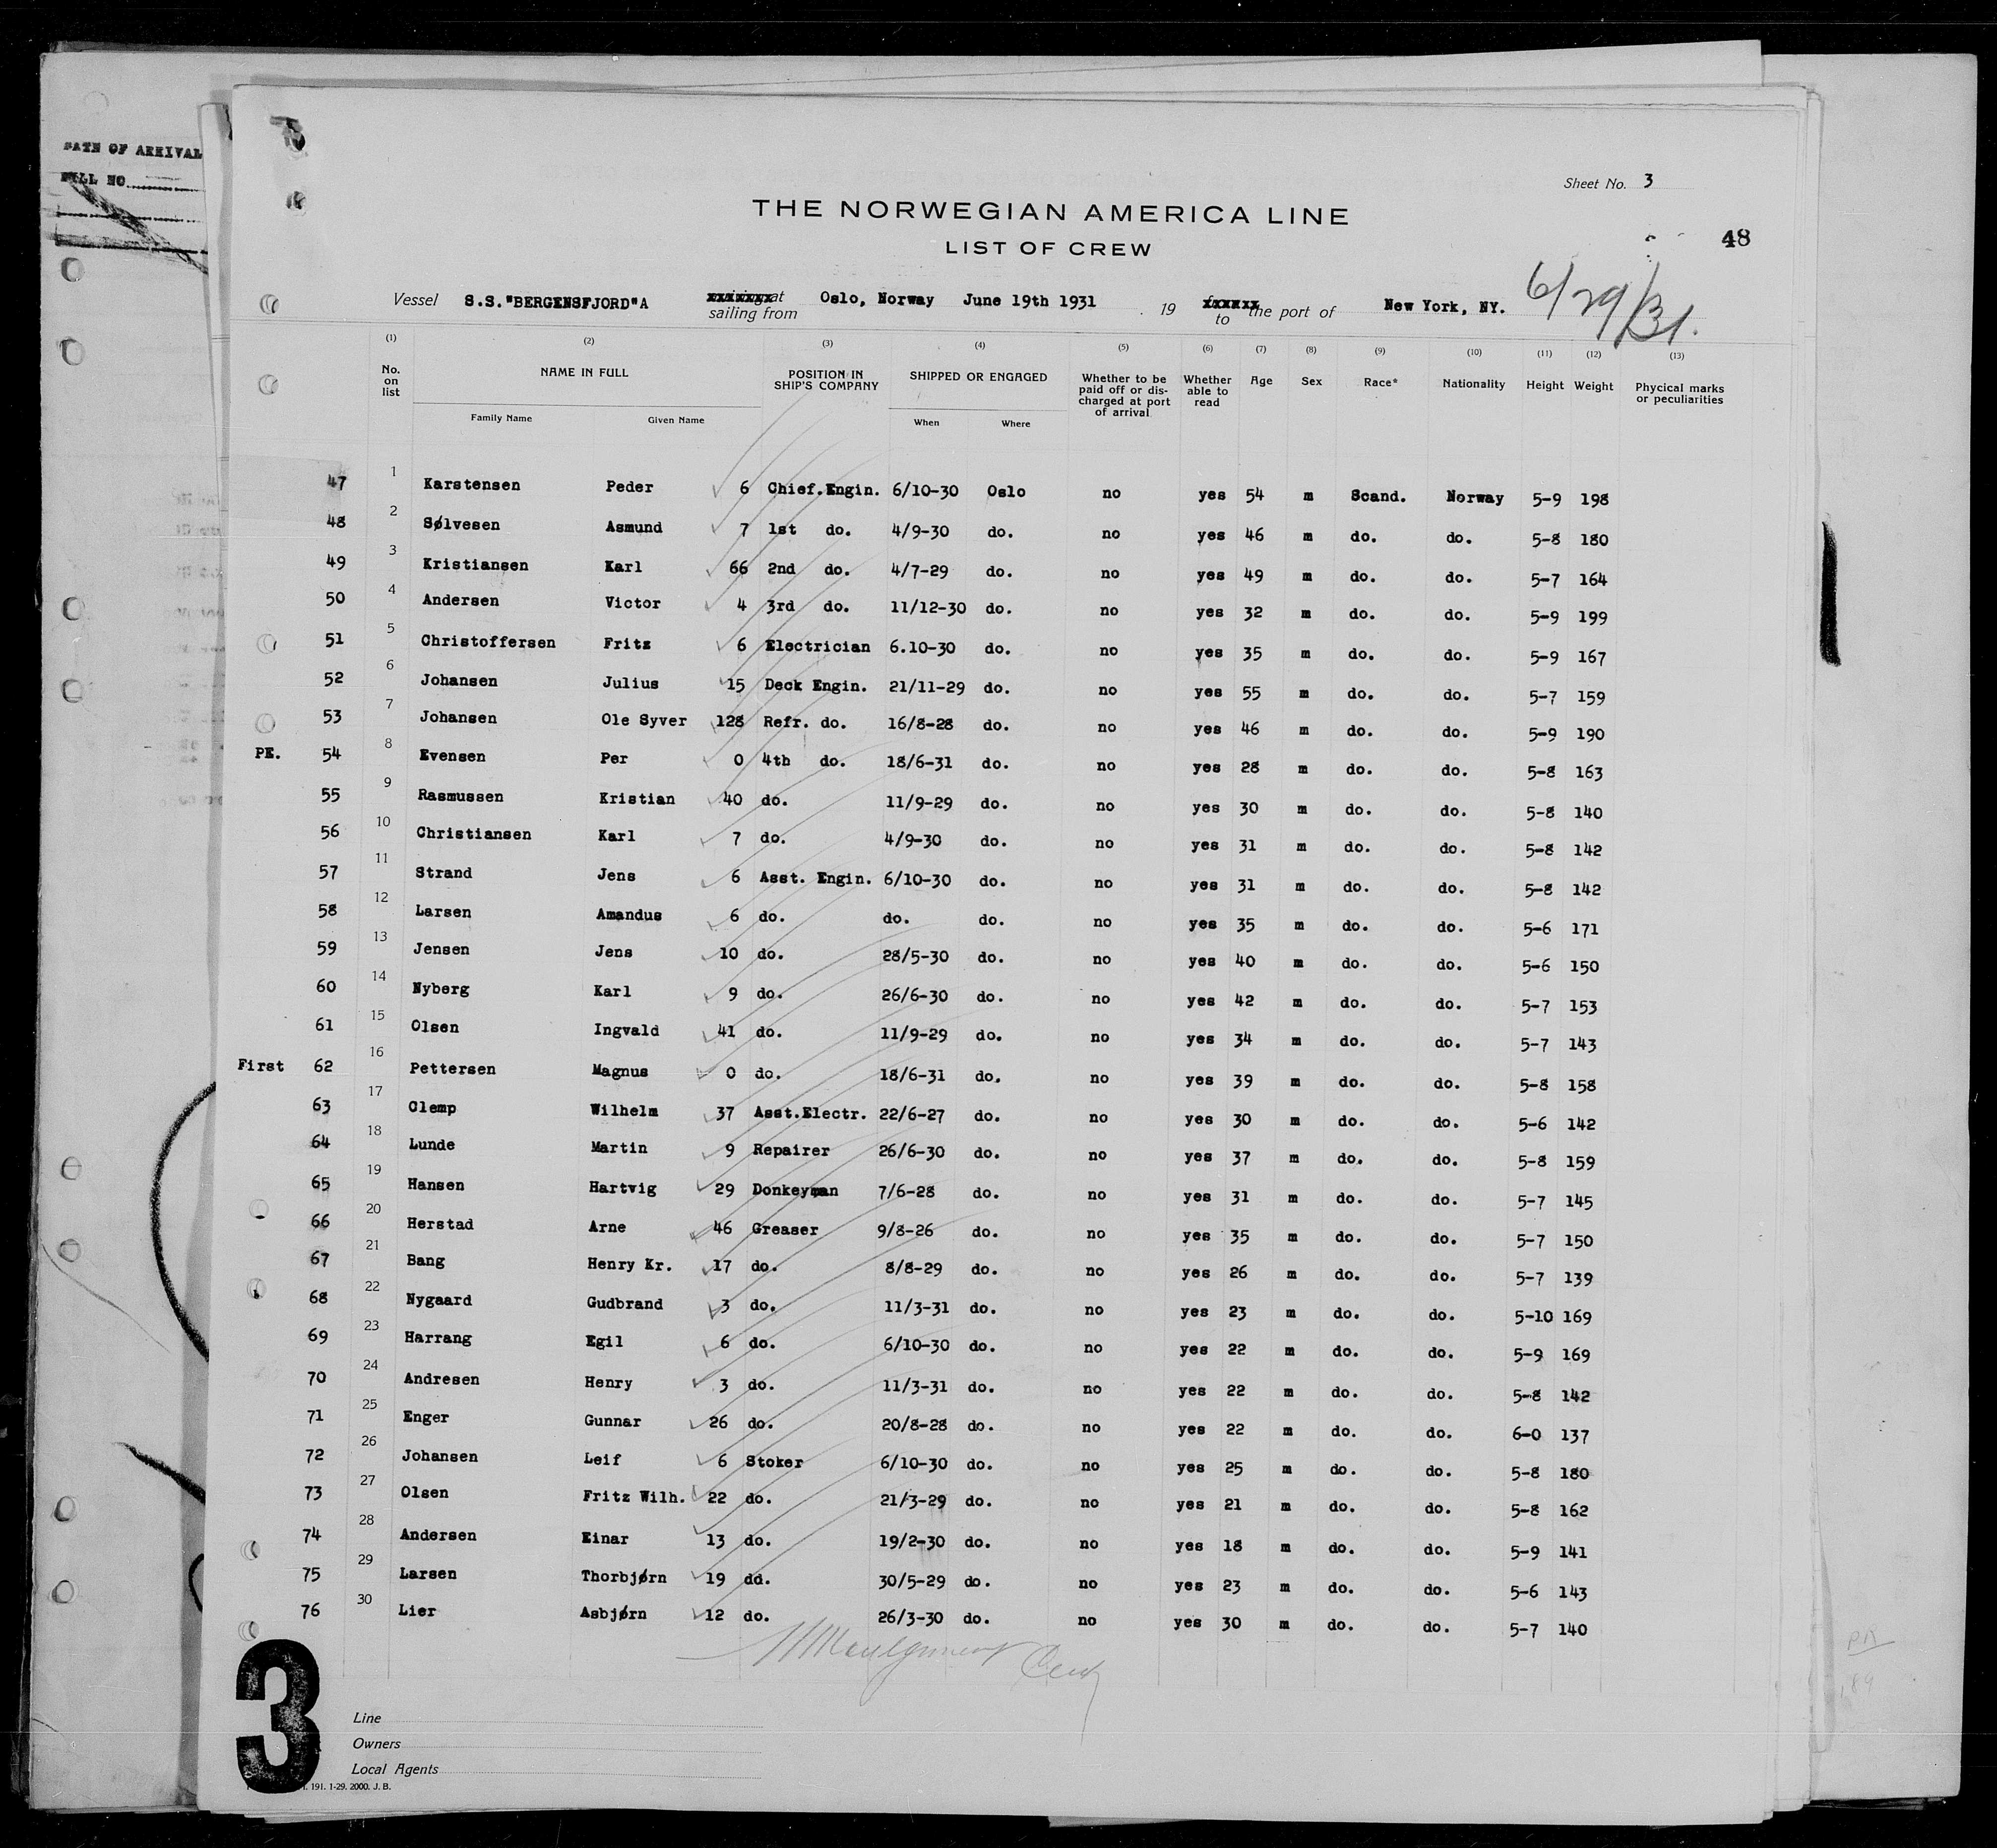 DATE OF ARRIVAL
Sheet No. 3
THE NORWEGIAN AMERICA LINE
LIST OF CREW
48
Vessel S.S."BERGENSFJORD"A xxxxxxxat sailing from Oslo, Norway June 19th 1931 19 xxxxxx to the port of New York, NY. 6/29/31.
(1) (2) (3) (4) (5) (6) (7) (8) (9) (10) (11) (12) (13)
No. on list NAME IN FULL POSITION IN SHIP'S COMPANY SHIPPED OR ENGAGED Whether to be paid off or dis-charged at port of arrival Whether able to read Age Sex Race* Nationality Height Weight Phycical marks or peculiarities
Family Name Given Name When Where
47 1 Karstensen Peder 6 Chief.Engin. 6/10-30 Oslo no yes 54 m Scand. Norway 5-9 198
48 2 Sølvesen Asmund 7 1st do. 4/9-30 do. no yes 46 m do. do. 5-8 180
49 3 Kristiansen Karl 66 2nd do. 4/7-29 do. no yes 49 m do. do. 5-7 164
50 4 Andersen Victor 4 3rd do. 11/12-30 do. no yes 32 m do. do. 5-9 199
51 5 Christoffersen Fritz 6 Electrician 6.10-30 do. no yes 35 m do. do. 5-9 167
52 6 Johansen Julius 15 Deck Engin. 21/11-29 do. no yes 55 m do. do. 5-7 159
53 7 Johansen Ole Syver 128 Refr. do. 16/8-28 do. no yes 46 m do. do. 5-9 190
PE. 54 8 Evensen Per 0 4th do. 18/6-31 do. no yes 28 m do. do. 5-8 163
55 9 Rasmussen Kristian 40 do. 11/9-29 do. no yes 30 m do. do. 5-8 140
56 10 Christiansen Karl 7 do. 4/9-30 do. no yes 31 m do. do. 5-8 142
57 11 Strand Jens 6 Asst. Engin. 6/10-30 do. no yes 31 m do. do. 5-8 142
58 12 Larsen Amandus 6 do. do. do. no yes 35 m do. do. 5-6 171
59 13 Jensen Jens 10 do. 28/5-30 do. no yes 40 m do. do. 5-6 150
60 14 Nyberg Karl 9 do. 26/6-30 do. no yes 42 m do. do. 5-7 153
61 15 Olsen Ingvald 41 do. 11/9-29 do. no yes 34 m do. do. 5-7 143
First 62 16 Pettersen Magnus 0 do. 18/6-31 do. no yes 39 m do. do. 5-8 158
63 17 Clemp Wilhelm 37 Asst.Electr. 22/6-27 do. no yes 30 m do. do. 5-6 142
64 18 Lunde Martin 9 Repairer 26/6-30 do. no yes 37 m do. do. 5-8 159
65 19 Hansen Hartvig 29 Donkeyman 7/6-28 do. no yes 31 m do. do. 5-7 145
66 20 Herstad Arne 46 Greaser 9/8-26 do. no yes 35 m do. do. 5-7 150
67 21 Bang Henry Kr. 17 do. 8/8-29 do. no yes 26 m do. do. 5-7 139
68 22 Nygaard Gudbrand 3 do. 11/3-31 do. no yes 23 m do. do. 5-10 169
69 23 Harrang Egil 6 do. 6/10-30 do. no yes 22 m do. do. 5-9 169
70 24 Andresen Henry 3 do. 11/3-31 do. no yes 22 m do. do. 5-8 142
71 25 Enger Gunnar 26 do. 20/8-28 do. no yes 22 m do. do. 6-0 137
72 26 Johansen Leif 6 Stoker 6/10-30 do. no yes 25 m do. do. 5-8 180
73 27 Olsen Fritz Wilh. 22 do. 21/3-29 do. no yes 21 m do. do. 5-8 162
74 28 Andersen Einar 13 do. 19/2-30 do. no yes 18 m do. do. 5-9 141
75 29 Larsen Thorbjørn 19 dd. 30/5-29 do. no yes 23 m do. do. 5-6 143
76 30 Lier Asbjørn 12 do. 26/3-30 do. no yes 30 m do. do. 5-7 140
3
Line
Owners
Local Agents
191. 1-29. 2000. J. B.